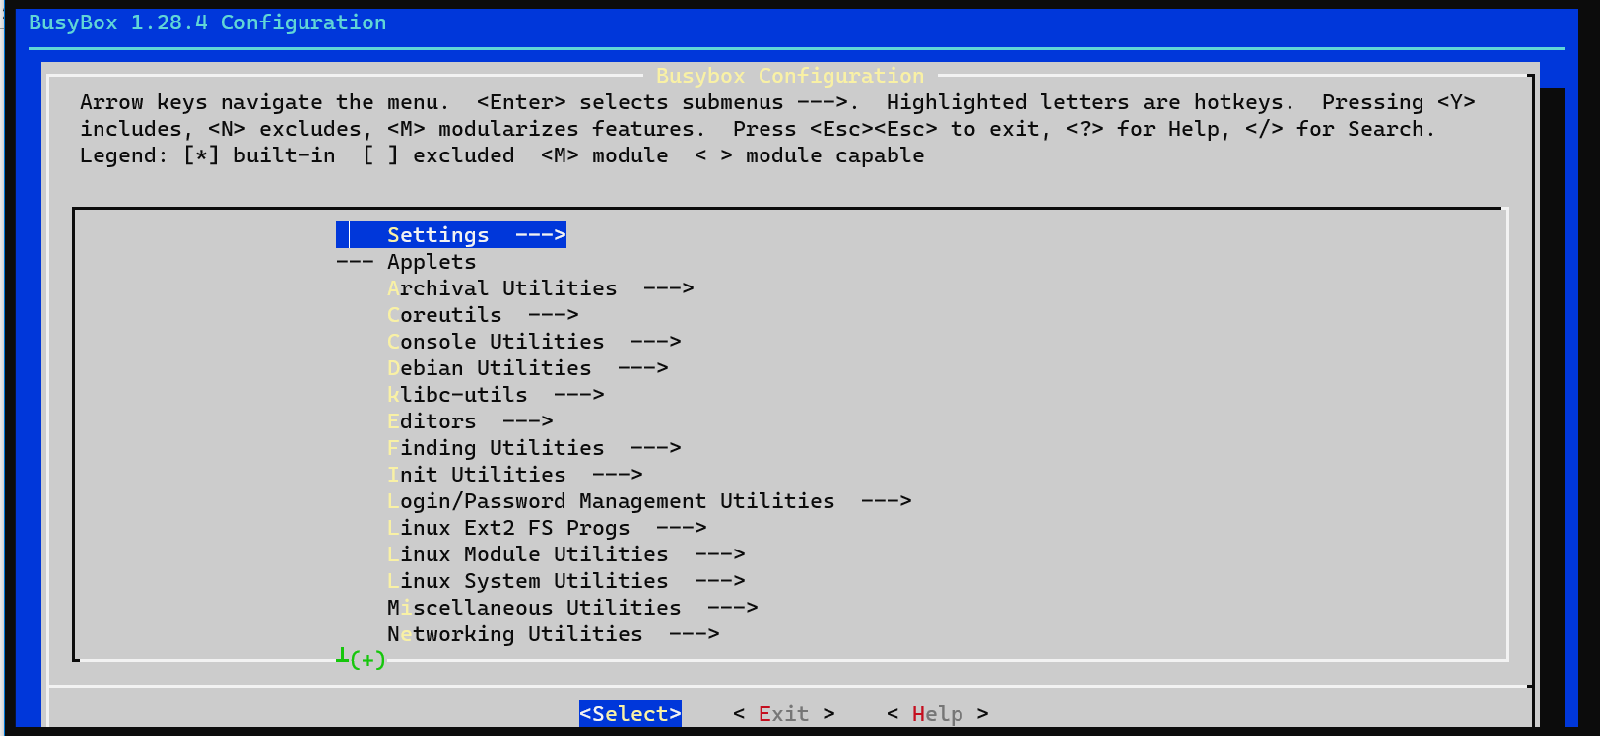 BusyBox 1.28.4 Configuration
Busybox Configuration
Arrow keys navigate the menu.  <Enter> selects submenus --->.  Highlighted letters are hotkeys.  Pressing <Y>
includes, <N> excludes, <M> modularizes features.  Press <Esc><Esc> to exit, <?> for Help, </> for Search.
Legend: [*] built-in  [ ] excluded  <M> module  < > module capable
Settings  --->
--- Applets
Archival Utilities  --->
Coreutils  --->
Console Utilities  --->
Debian Utilities  --->
klibc-utils  --->
Editors  --->
Finding Utilities  --->
Init Utilities  --->
Login/Password Management Utilities  --->
Linux Ext2 FS Progs  --->
Linux Module Utilities  --->
Linux System Utilities  --->
Miscellaneous Utilities  --->
Networking Utilities  --->
┴(+)
<Select>    < Exit >    < Help >